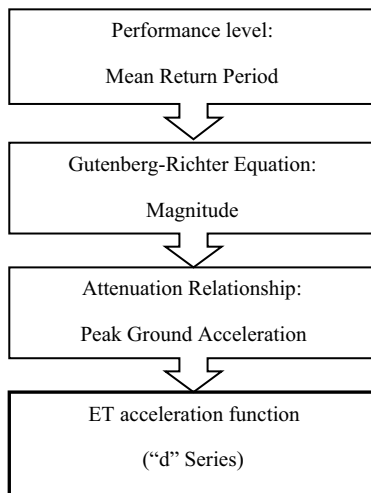 Performance level:
Mean Return Period
Gutenberg-Richter Equation:
Magnitude
Attenuation Relationship:
Peak Ground Acceleration
ET acceleration function
(“d” Series)